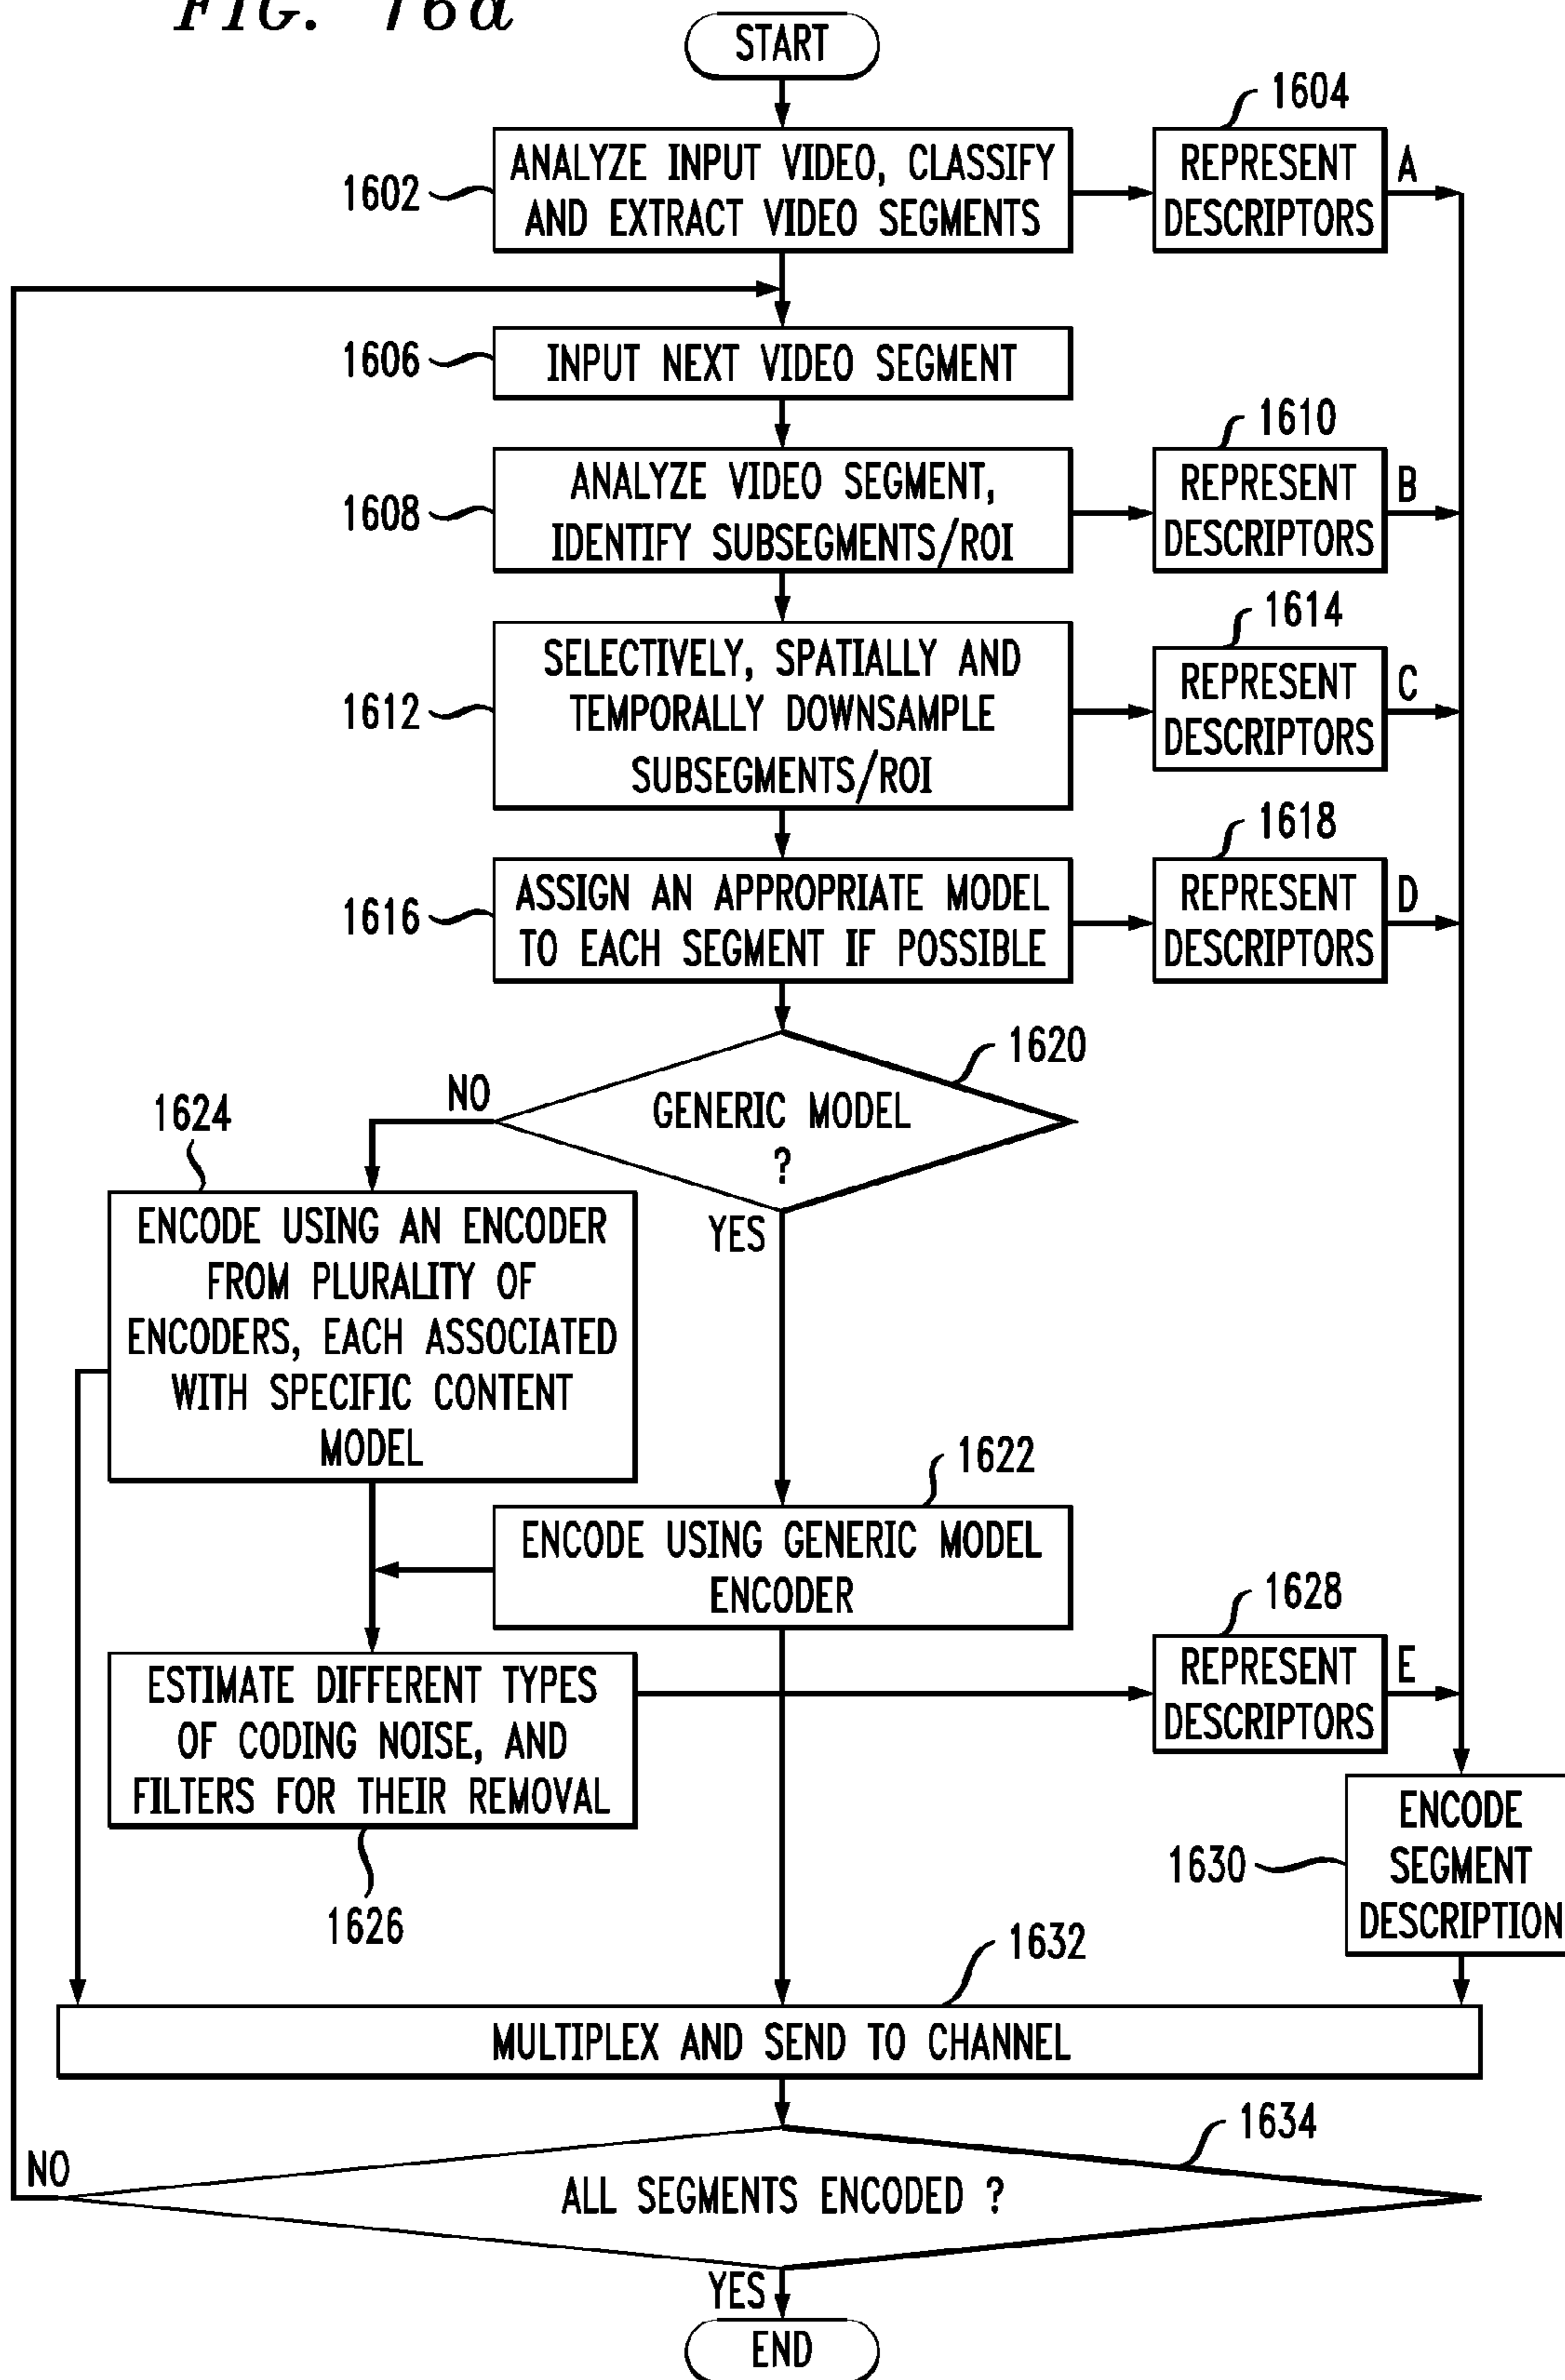 FIG. 16a
START
1604
ANALYZE INPUT VIDEO, CLASSIFY
AND EXTRACT VIDEO SEGMENTS
1602
REPRESENT
DESCRIPTORS
A
1606
INPUT NEXT VIDEO SEGMENT
1610
ANALYZE VIDEO SEGMENT,
IDENTIFY SUBSEGMENTS/ROI
1608
REPRESENT
DESCRIPTORS
B
1614
SELECTIVELY, SPATIALLY AND
TEMPORALLY DOWNSAMPLE
SUBSEGMENTS/ROI
1612
REPRESENT
DESCRIPTORS
C
1618
ASSIGN AN APPROPRIATE MODEL
TO EACH SEGMENT IF POSSIBLE
1616
REPRESENT
DESCRIPTORS
D
1620
GENERIC MODEL
?
NO
YES
1624
ENCODE USING AN ENCODER
FROM PLURALITY OF
ENCODERS, EACH ASSOCIATED
WITH SPECIFIC CONTENT
MODEL
1622
ENCODE USING GENERIC MODEL
ENCODER
1628
ESTIMATE DIFFERENT TYPES
OF CODING NOISE, AND
FILTERS FOR THEIR REMOVAL
1626
REPRESENT
DESCRIPTORS
E
1630
ENCODE
SEGMENT
DESCRIPTION
1632
MULTIPLEX AND SEND TO CHANNEL
1634
ALL SEGMENTS ENCODED ?
NO
YES
END